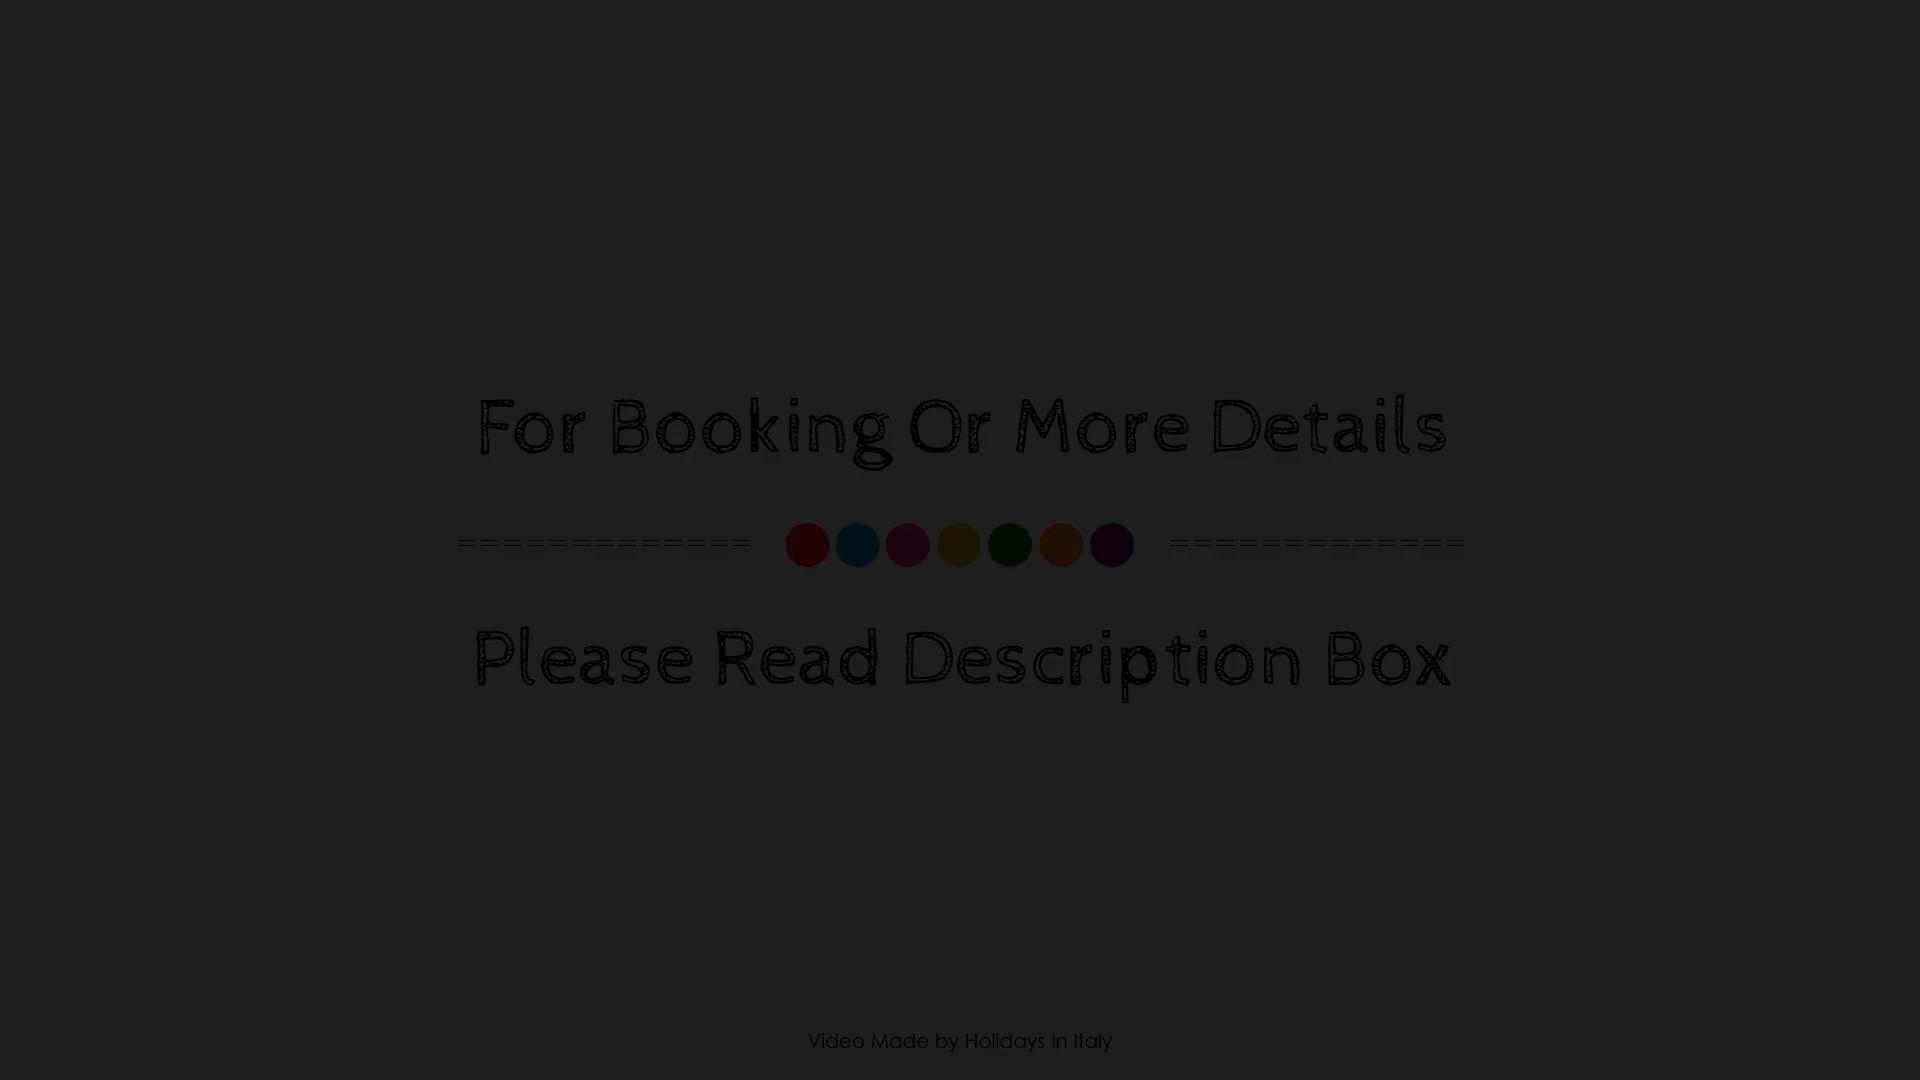 For Booking Or More Details
============= =============
Please Read Description Box
Video Made by Holidays In Italy